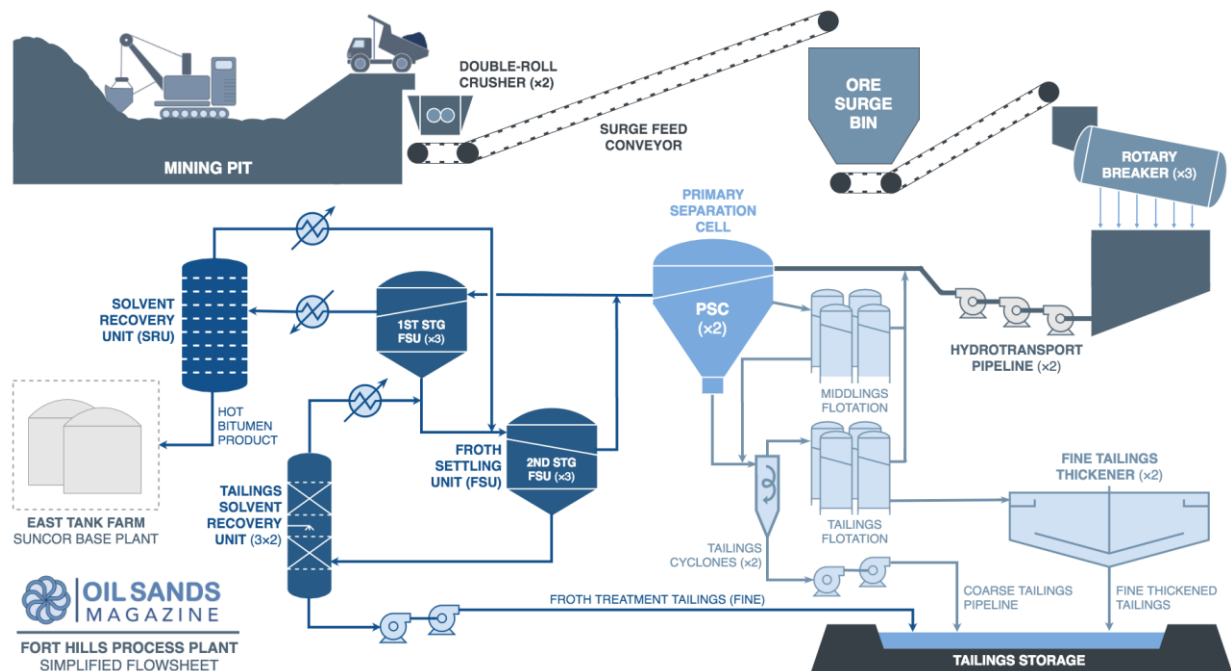 DOUBLE-ROLL
CRUSHER (×2)
MINING PIT
SURGE FEED
CONVEYOR
ORE
SURGE
BIN
ROTARY
BREAKER (×3)
PRIMARY
SEPARATION
CELL
PSC
(×2)
HYDROTRANSPORT
PIPELINE (×2)
MIDDLINGS
FLOTATION
SOLVENT
RECOVERY
UNIT (SRU)
1ST STG
FSU (×3)
HOT
BITUMEN
PRODUCT
EAST TANK FARM
SUNCOR BASE PLANT
FROTH
SETTLING
UNIT (FSU)
2ND STG
FSU (×3)
TAILINGS
SOLVENT
RECOVERY
UNIT (3×2)
TAILINGS
CYCLONES (×2)
TAILINGS
FLOTATION
FINE TAILINGS
THICKENER (×2)
FROTH TREATMENT TAILINGS (FINE)
COARSE TAILINGS
PIPELINE
FINE THICKENED
TAILINGS
TAILINGS STORAGE
OIL SANDS
MAGAZINE
FORT HILLS PROCESS PLANT
SIMPLIFIED FLOWSHEET